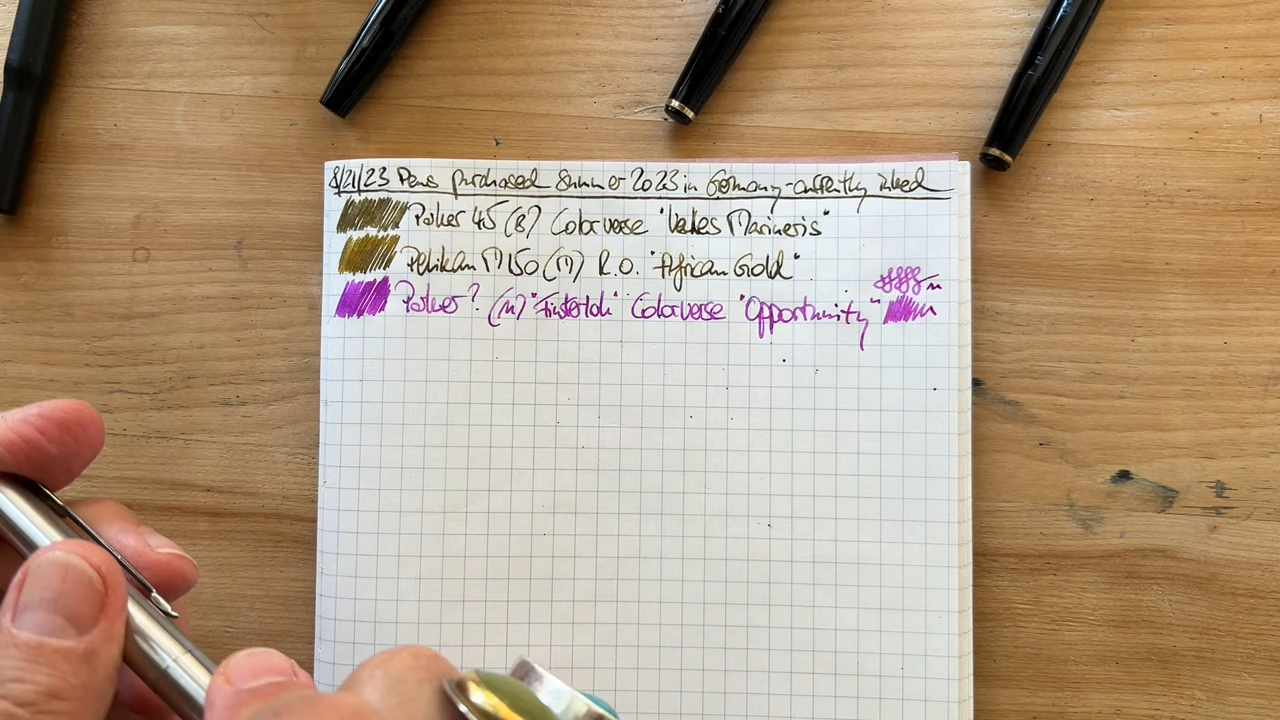 8/21/23 Pens purchased Summer 2023 in Germany - currently inked
Parker 45 (B) Colorverse "Valles Marineris"
Pelikan M150 (M) R.O. "African Gold"
Parker? (M) Colorverse "Opportunity"